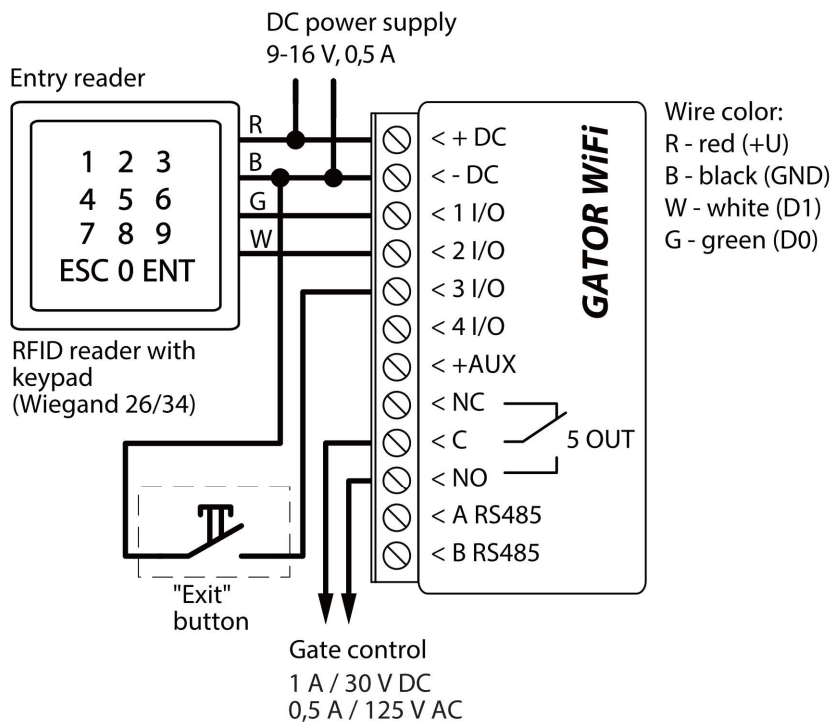 DC power supply
9-16 V, 0,5 A
Entry reader
R
B
G
W
1 2 3
4 5 6
7 8 9
ESC 0 ENT
RFID reader with
keypad
(Wiegand 26/34)
< + DC
< - DC
< 1 I/O
< 2 I/O
< 3 I/O
< 4 I/O
< +AUX
< NC
< C
< NO
< A RS485
< B RS485
5 OUT
GATOR WiFi
Wire color:
R - red (+U)
B - black (GND)
W - white (D1)
G - green (D0)
"Exit"
button
Gate control
1 A / 30 V DC
0,5 A / 125 V AC